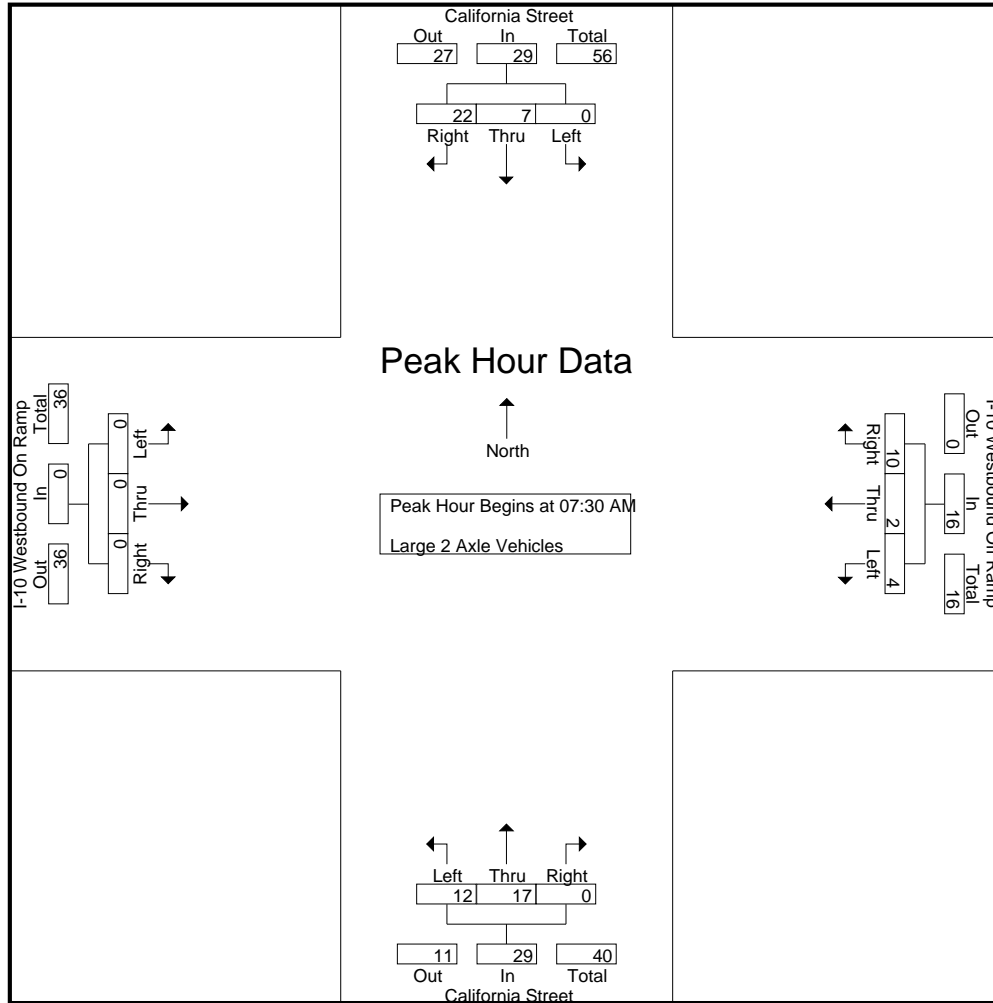 California Street
Out In Total
27 29 56
22 7 0
Right Thru Left
Peak Hour Data
North
Peak Hour Begins at 07:30 AM
Large 2 Axle Vehicles
I-10 Westbound On Ramp
Total In Out
36 0 36
0 0 0
Left Thru Right
Right Thru Left
10 2 4
Out In Total
0 16 16
I-10 Westbound Ramp
Left Thru Right
12 17 0
11 29 40
Out In Total
California Street